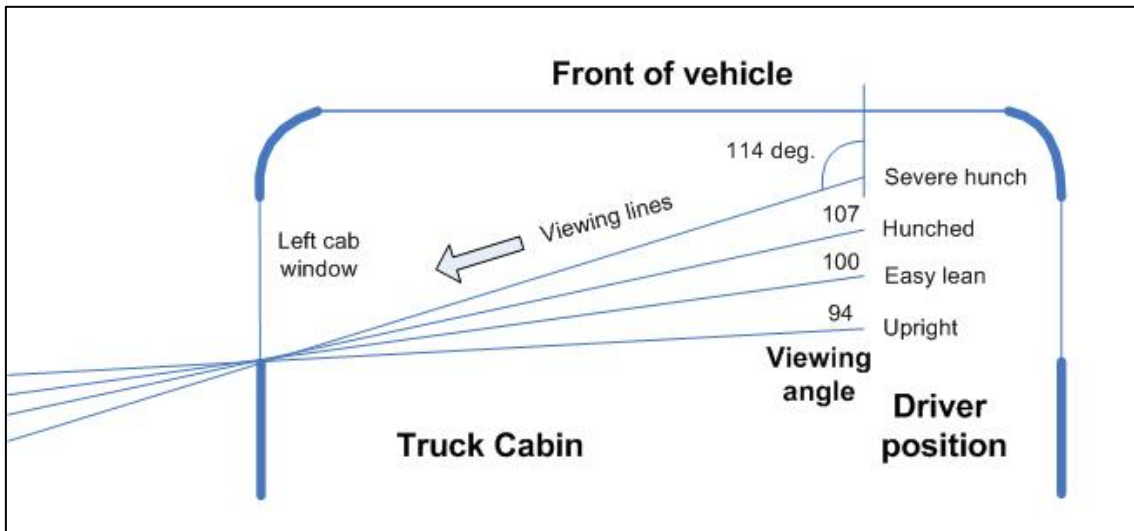 Front of vehicle
114 deg.
Severe hunch
Viewing lines
107
Hunched
Left cab
window
100
Easy lean
94
Upright
Viewing
angle
Driver
position
Truck Cabin